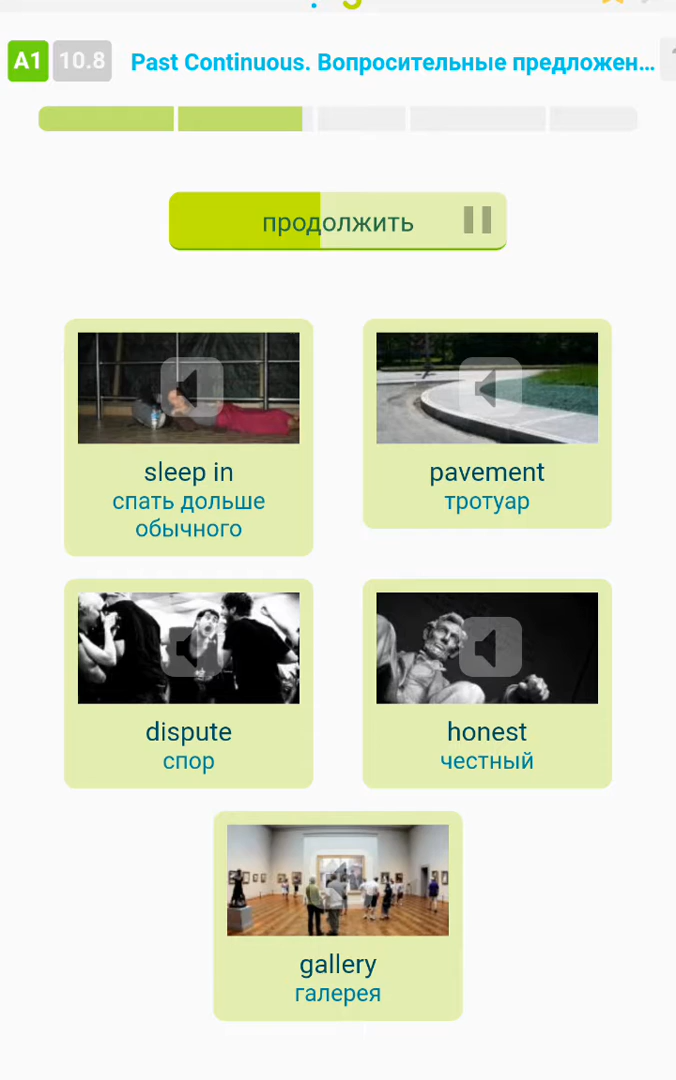 A1 10.8 Past Continuous. Вопросительные предложен...
продолжить
sleep in
спать дольше
обычного
pavement
тротуар
dispute
спор
honest
честный
gallery
галерея